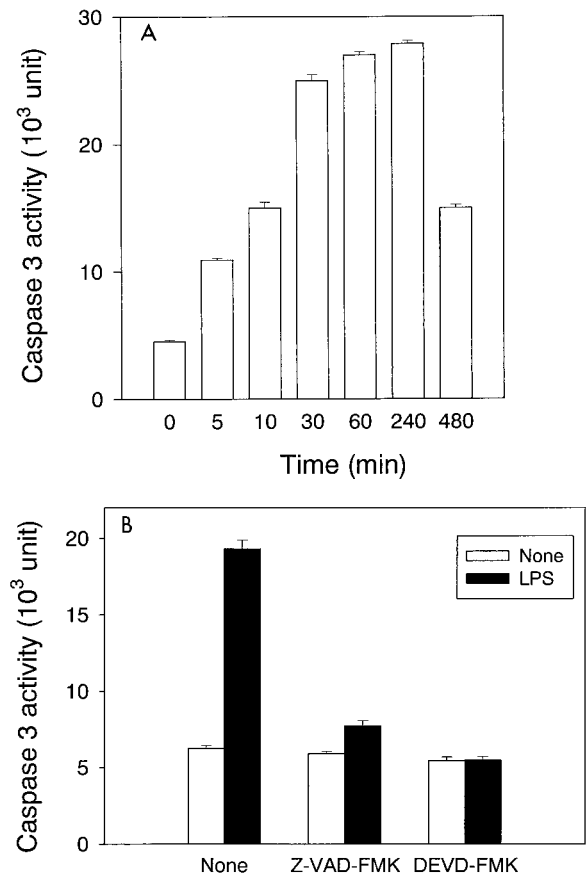 A
Caspase 3 activity (10³ unit)
30
20
10
0
0 5 10 30 60 240 480
Time (min)
B
Caspase 3 activity (10³ unit)
20
15
10
5
0
None
LPS
None Z-VAD-FMK DEVD-FMK